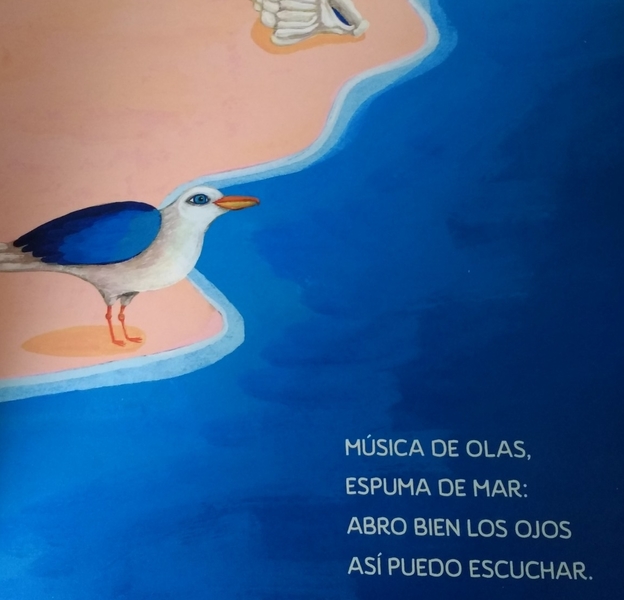 MÚSICA DE OLAS,
ESPUMA DE MAR:
ABRO BIEN LOS OJOS
ASÍ PUEDO ESCUCHAR.